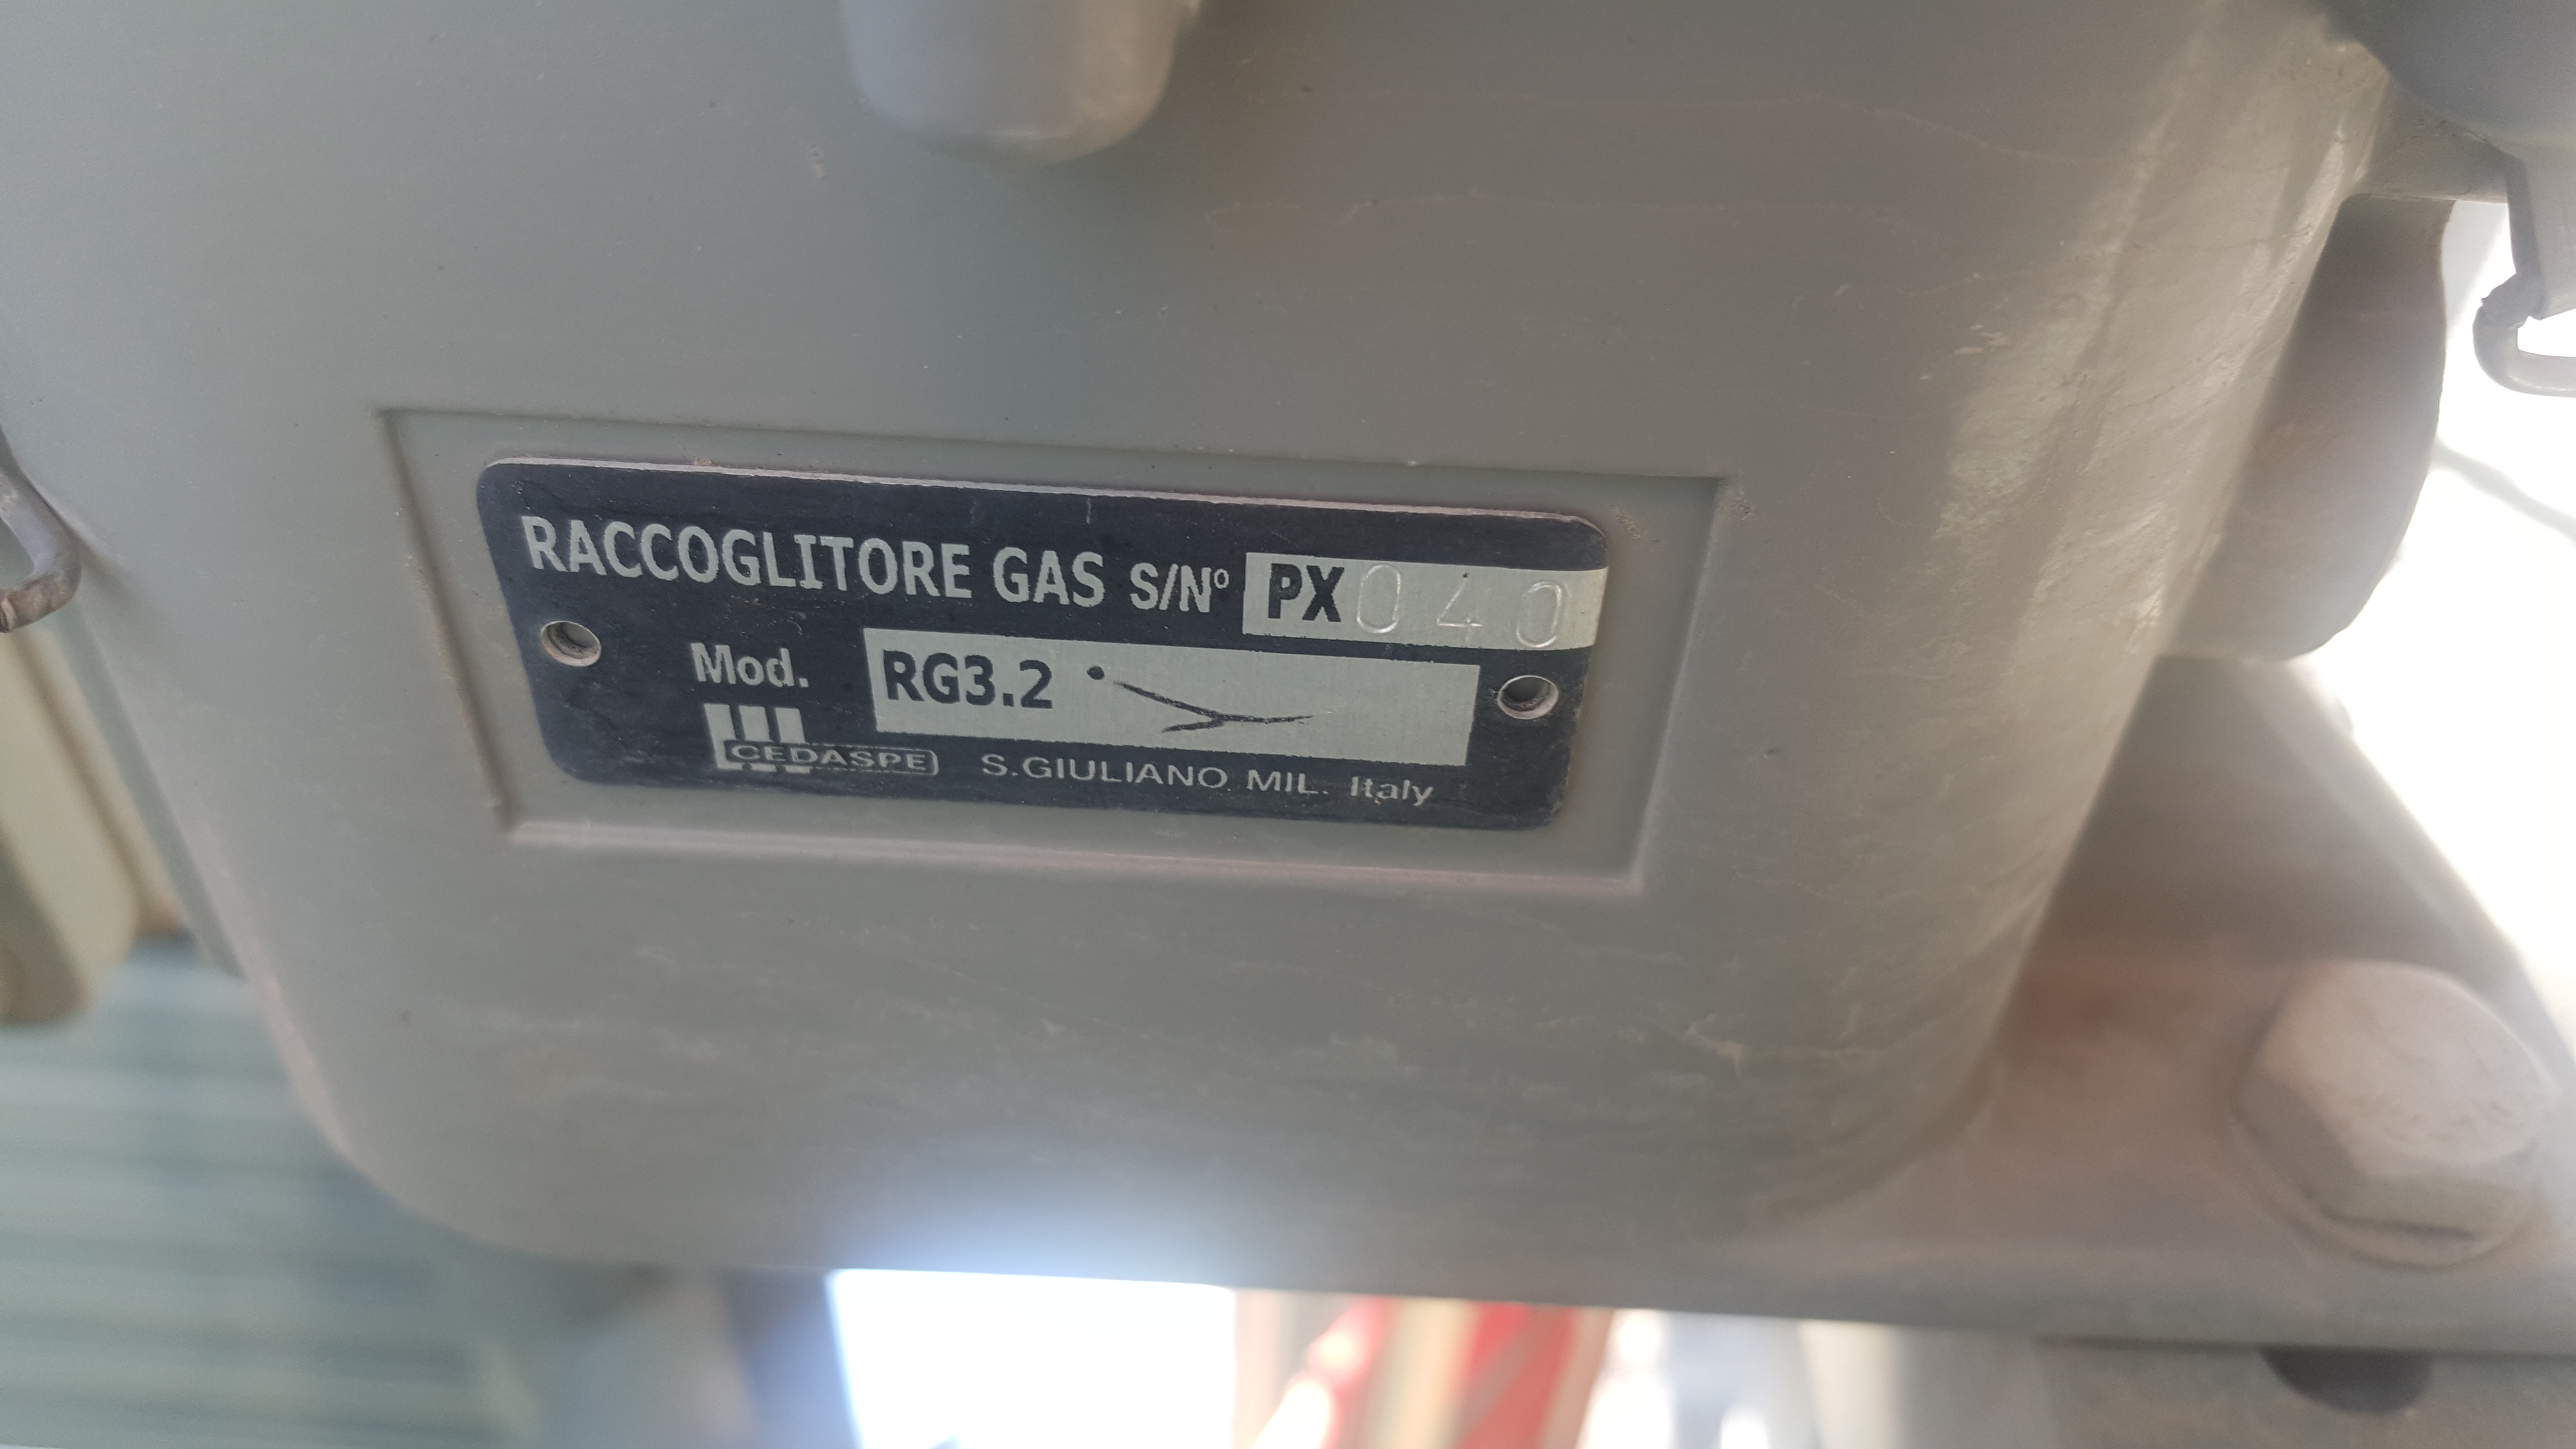 RACCOGLITORE GAS S/N° PX040
Mod. RG3.2
CEDASPE S.GIULIANO MIL. Italy